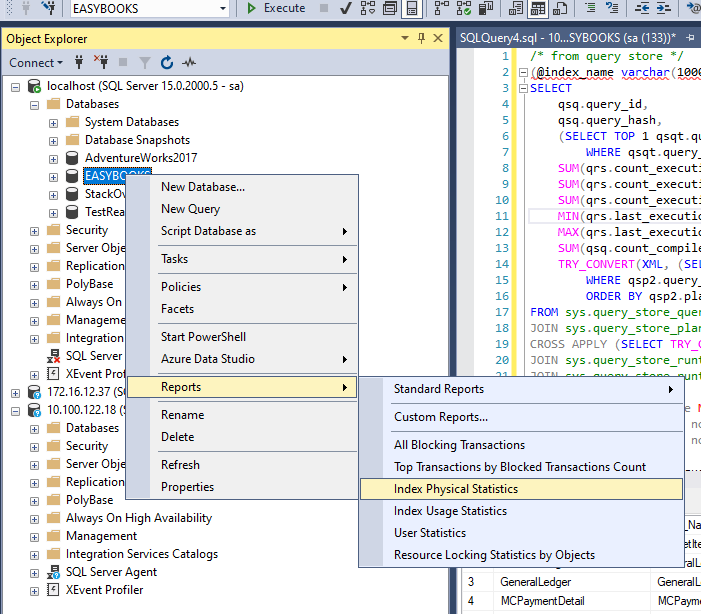 EASYBOOKS
Execute
Object Explorer
Connect
localhost (SQL Server 15.0.2000.5 - sa)
Databases
System Databases
Database Snapshots
AdventureWorks2017
EASYBOOKS
StackOv
TestRea
Security
Server Obje
Replication
PolyBase
Always On
Manageme
Integration
SQL Server
XEvent Prof
172.16.12.37 (SQ
10.100.122.18 (
Databases
Security
Server Obje
Replication
PolyBase
Always On High Availability
Management
Integration Services Catalogs
SQL Server Agent
XEvent Profiler
New Database...
New Query
Script Database as
Tasks
Policies
Facets
Start PowerShell
Azure Data Studio
Reports
Rename
Delete
Refresh
Properties
Standard Reports
Custom Reports...
All Blocking Transactions
Top Transactions by Blocked Transactions Count
Index Physical Statistics
Index Usage Statistics
User Statistics
Resource Locking Statistics by Objects
SQLQuery4.sql - 10...SYBOOKS (sa (133))*
1 /* from query store */
2 (@index_name varchar(1000
3 SELECT
4 qsq.query_id,
5 qsq.query_hash,
6 (SELECT TOP 1 qsqt.qu
7 WHERE qsqt.query_
8 SUM(qrs.count_executi
9 SUM(qrs.count_executi
10 SUM(qrs.count_executi
11 MIN(qrs.last_executio
12 MAX(qrs.last_executio
13 SUM(qsq.count_compile
14 TRY_CONVERT(XML, (SEL
15 WHERE qsp2.query_
16 ORDER BY qsp2.pla
17 FROM sys.query_store_quer
18 JOIN sys.query_store_plan
19 CROSS APPLY (SELECT TRY_C
20 JOIN sys.query_store_runt
JOIN sys.query_store_runt
3 GeneralLedger GeneralL
4 MCPaymentDetail MCPaym